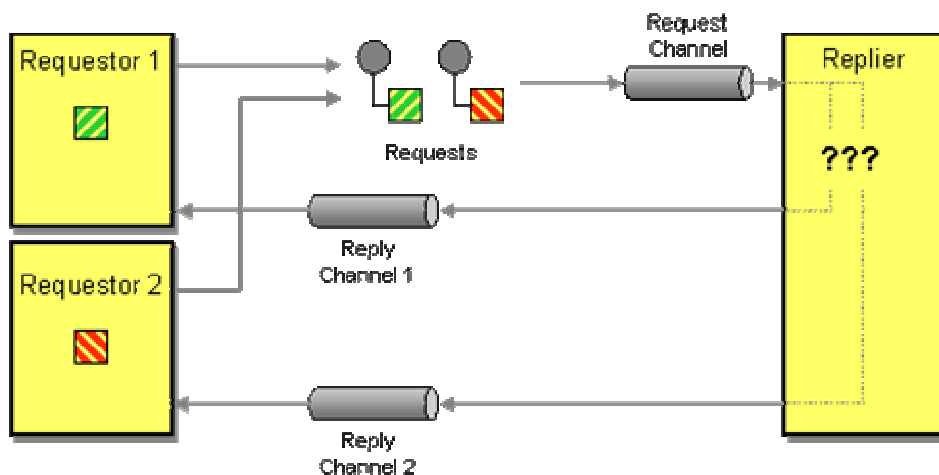 Requestor 1
Request
Channel
Replier
Requests
???
Reply
Channel 1
Requestor 2
Reply
Channel 2